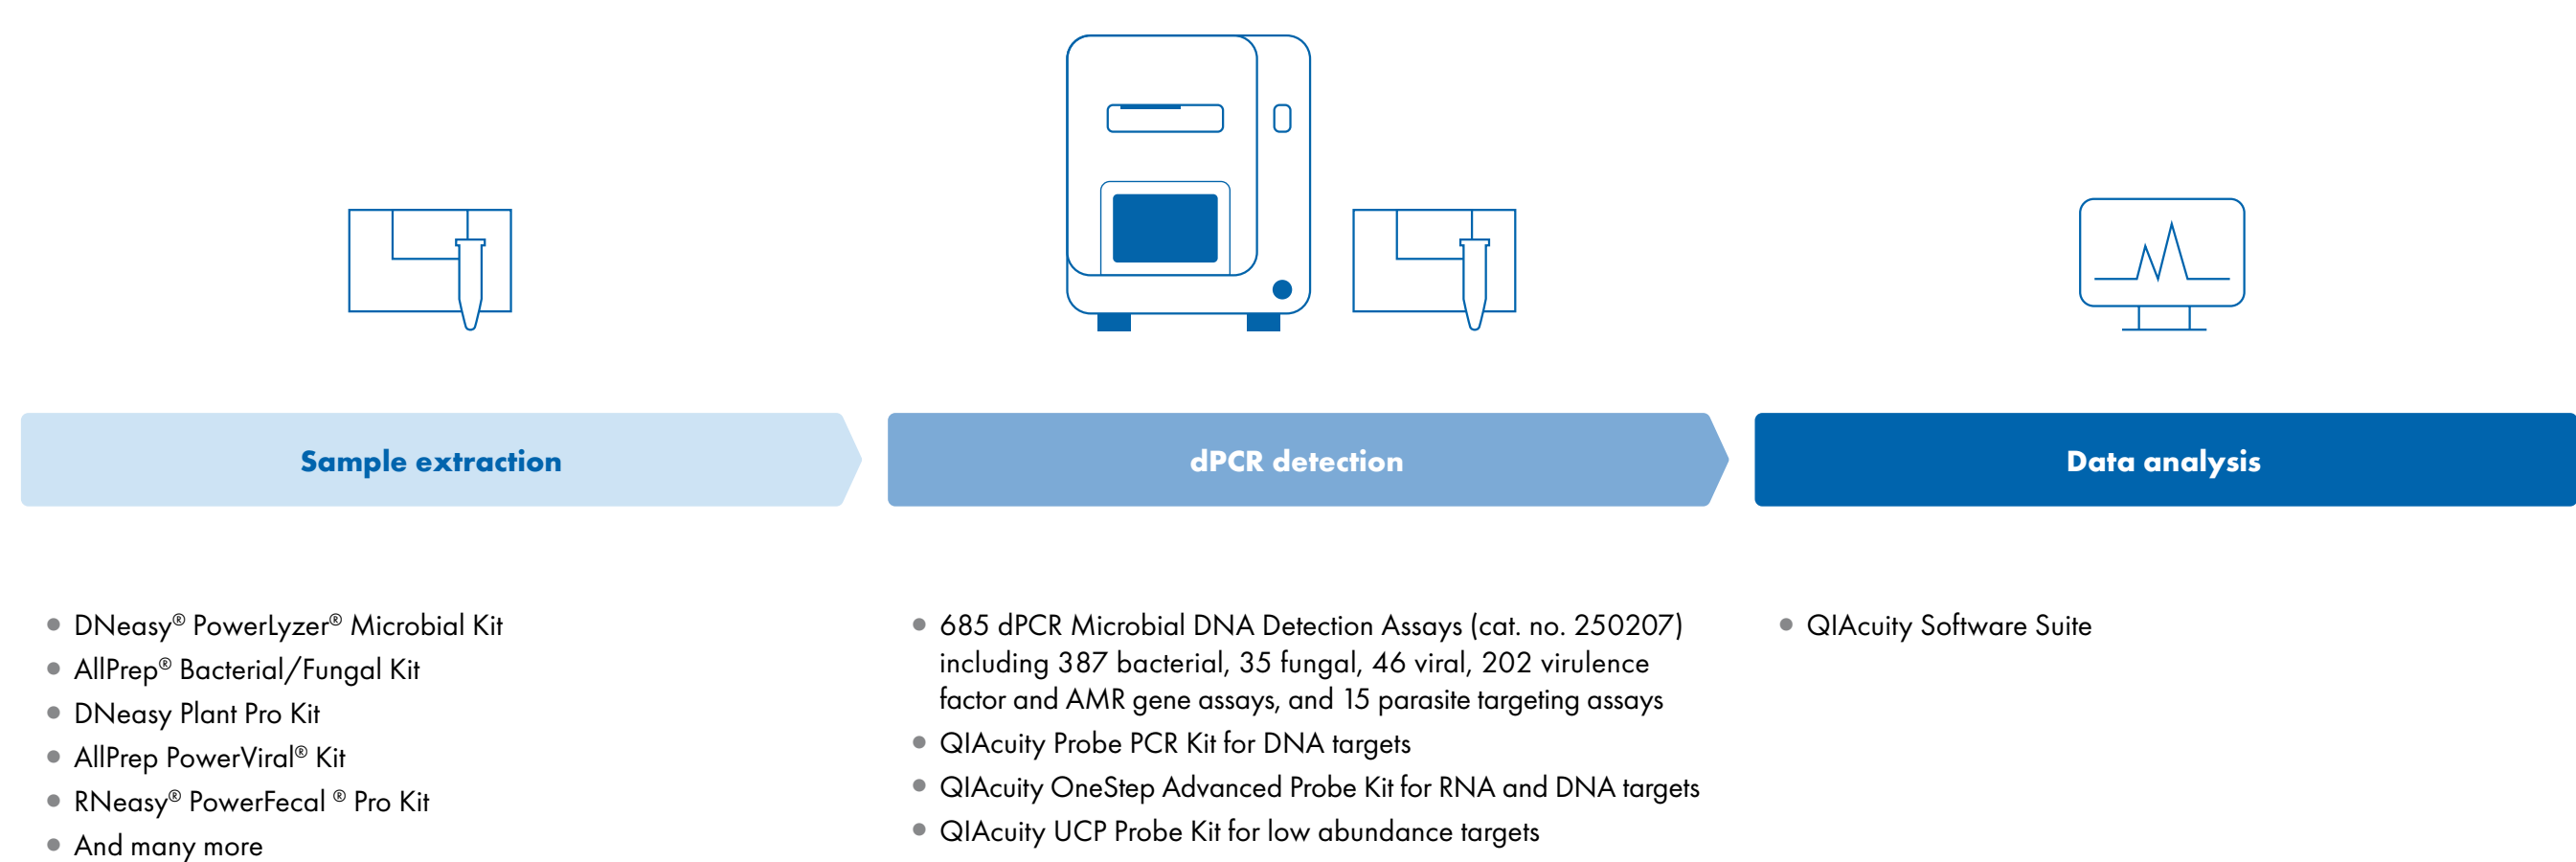 Sample extraction
dPCR detection
Data analysis
DNeasy® PowerLyzer® Microbial Kit
AllPrep® Bacterial/Fungal Kit
DNeasy Plant Pro Kit
AllPrep PowerViral® Kit
RNeasy® PowerFecal ® Pro Kit
And many more
685 dPCR Microbial DNA Detection Assays (cat. no. 250207)
including 387 bacterial, 35 fungal, 46 viral, 202 virulence
factor and AMR gene assays, and 15 parasite targeting assays
QIAcuity Probe PCR Kit for DNA targets
QIAcuity OneStep Advanced Probe Kit for RNA and DNA targets
QIAcuity UCP Probe Kit for low abundance targets
QIAcuity Software Suite